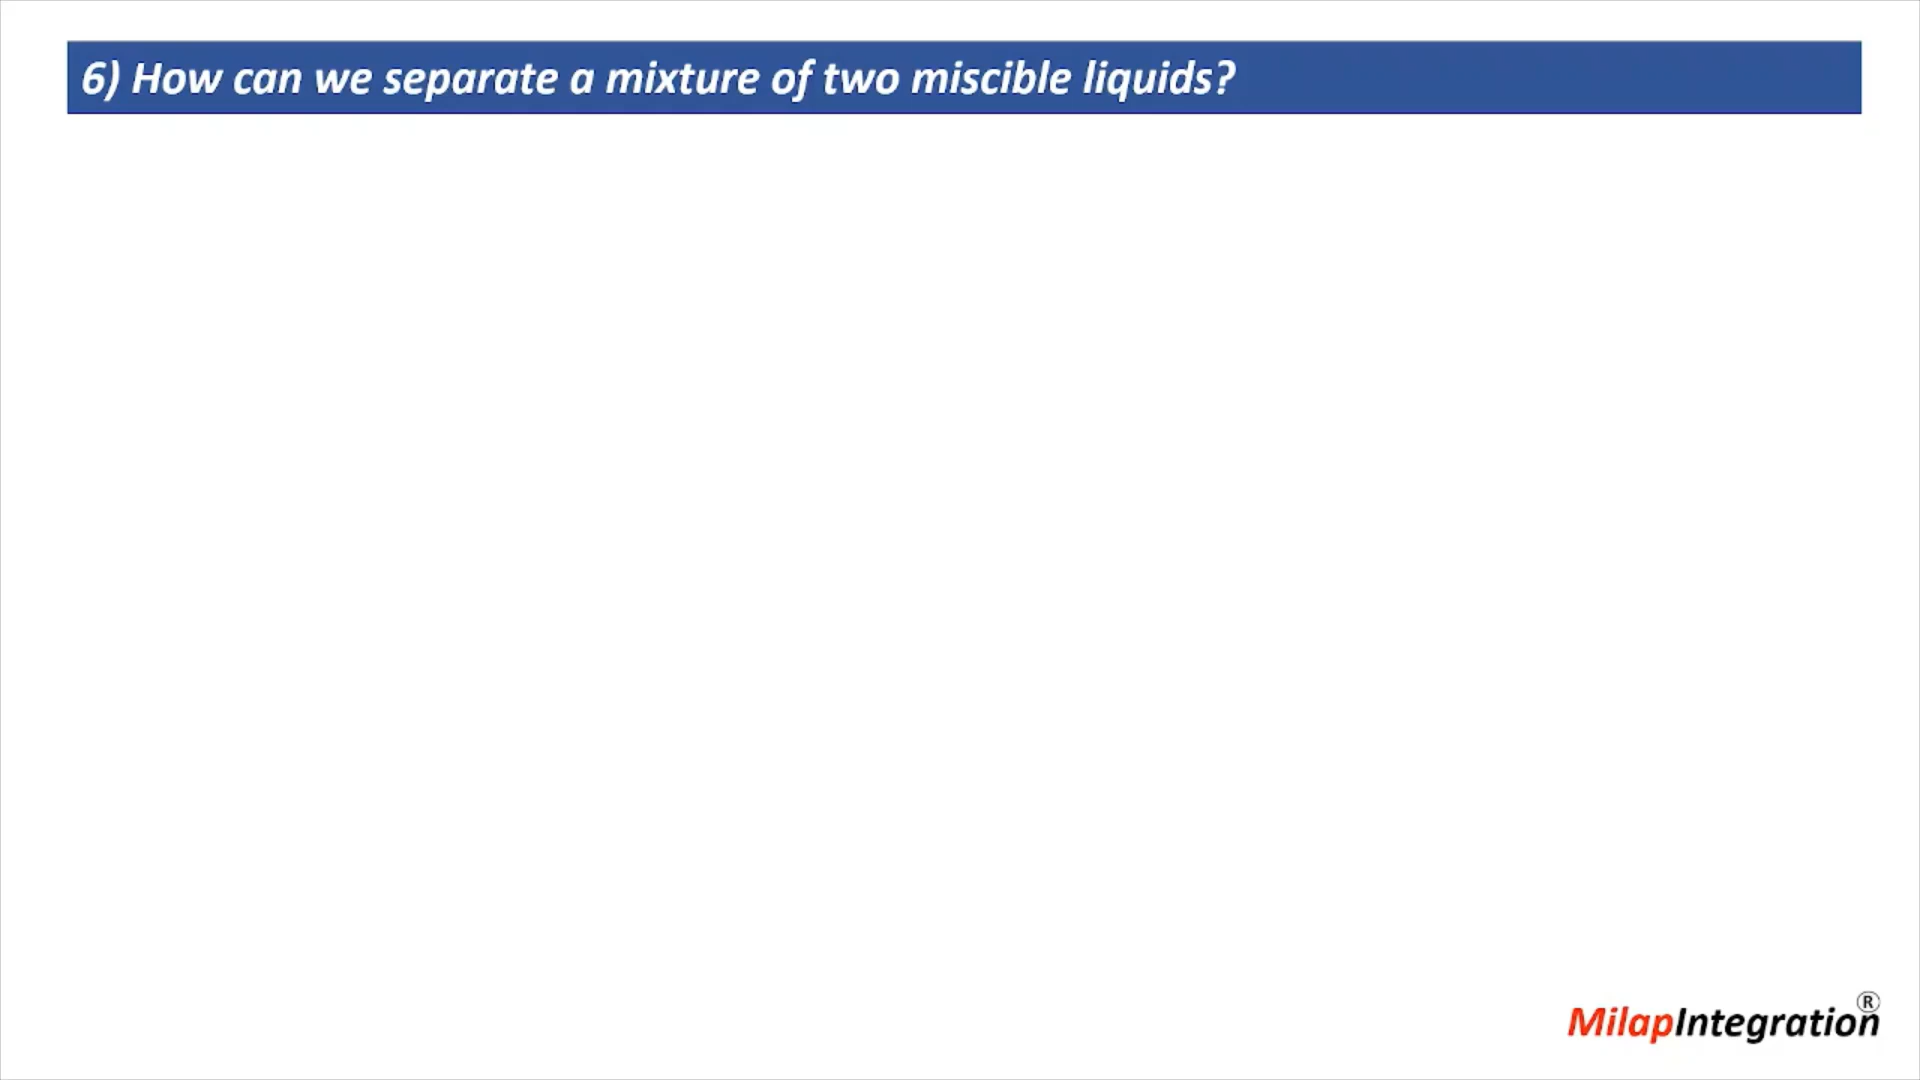 6) How can we separate a mixture of two miscible liquids?
MilapIntegration®